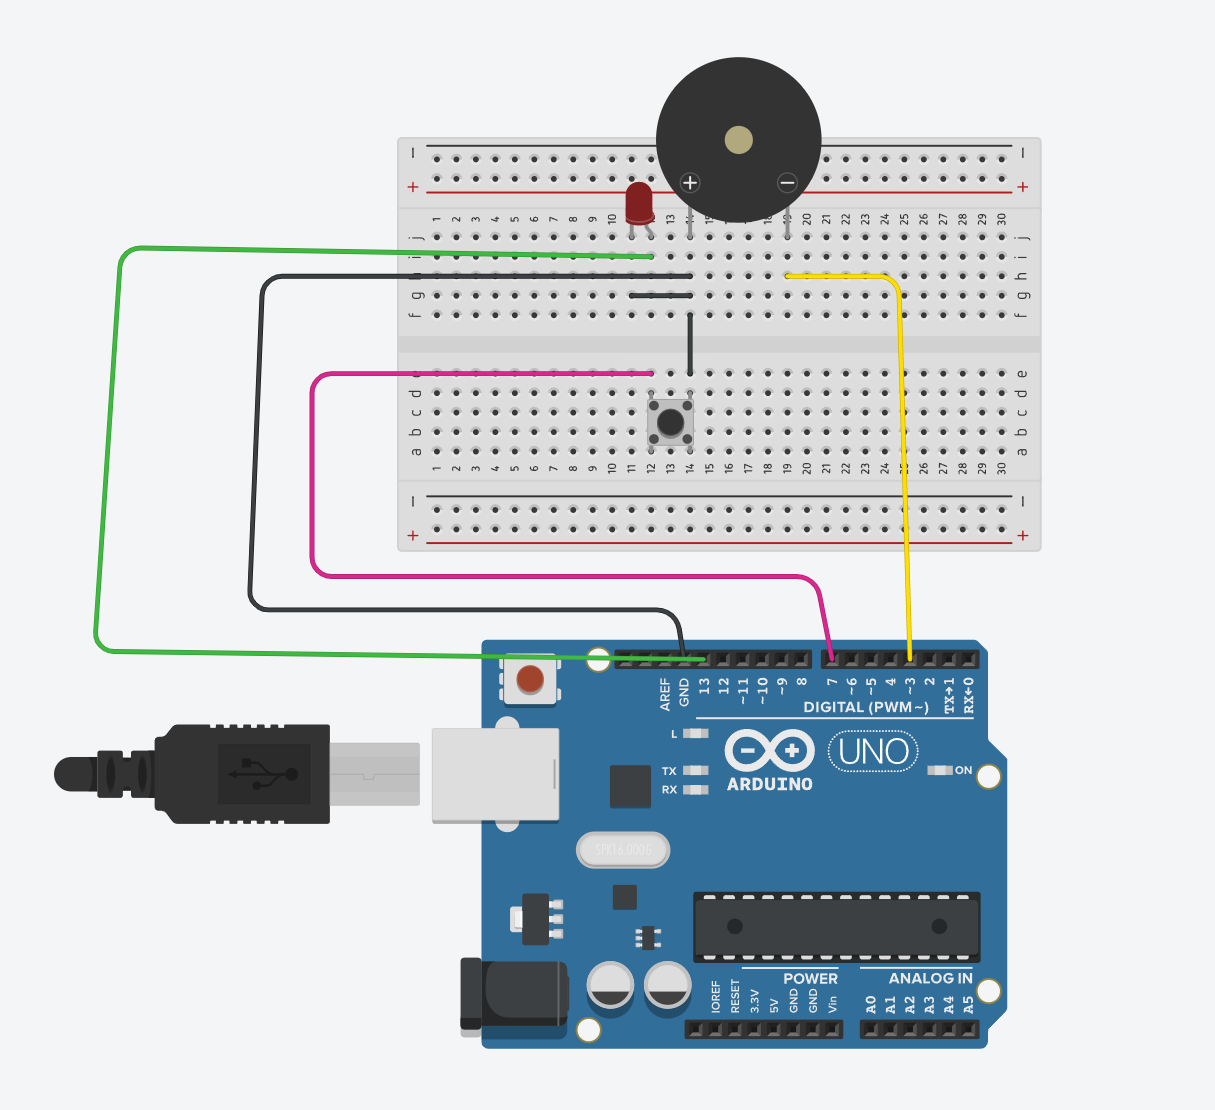 − −
+ +
1 2 3 4 5 6 7 8 9 10 12 13 14 15 18 19 20 21 22 23 24 25 26 27 28 29 30
j j
i i
h h
g g
f f
e e
d d
c c
b b
a a
1 2 3 4 5 6 7 8 9 10 11 12 13 14 15 16 17 18 19 20 21 22 23 24 25 26 27 28 29 30
− −
+ +
AREF GND 13 12 ~11 ~10 ~9 8 7 ~6 ~5 4 ~3 2 TX→1 RX←0
DIGITAL (PWM~)
L
TX
RX
ARDUINO
UNO
ON
SPK16.000G
POWER
ANALOG IN
IOREF RESET 3.3V 5V GND GND Vin A0 A1 A2 A3 A4 A5